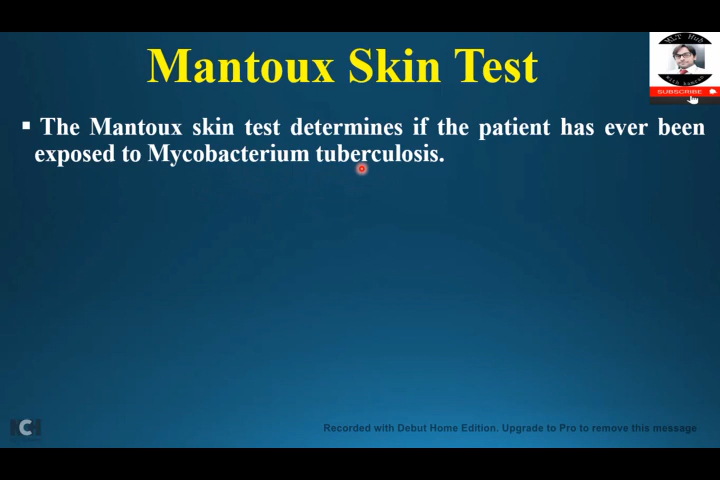 Mantoux Skin Test
▪ The Mantoux skin test determines if the patient has ever been
exposed to Mycobacterium tuberculosis.
SUBSCRIBE
Recorded with Debut Home Edition. Upgrade to Pro to remove this message